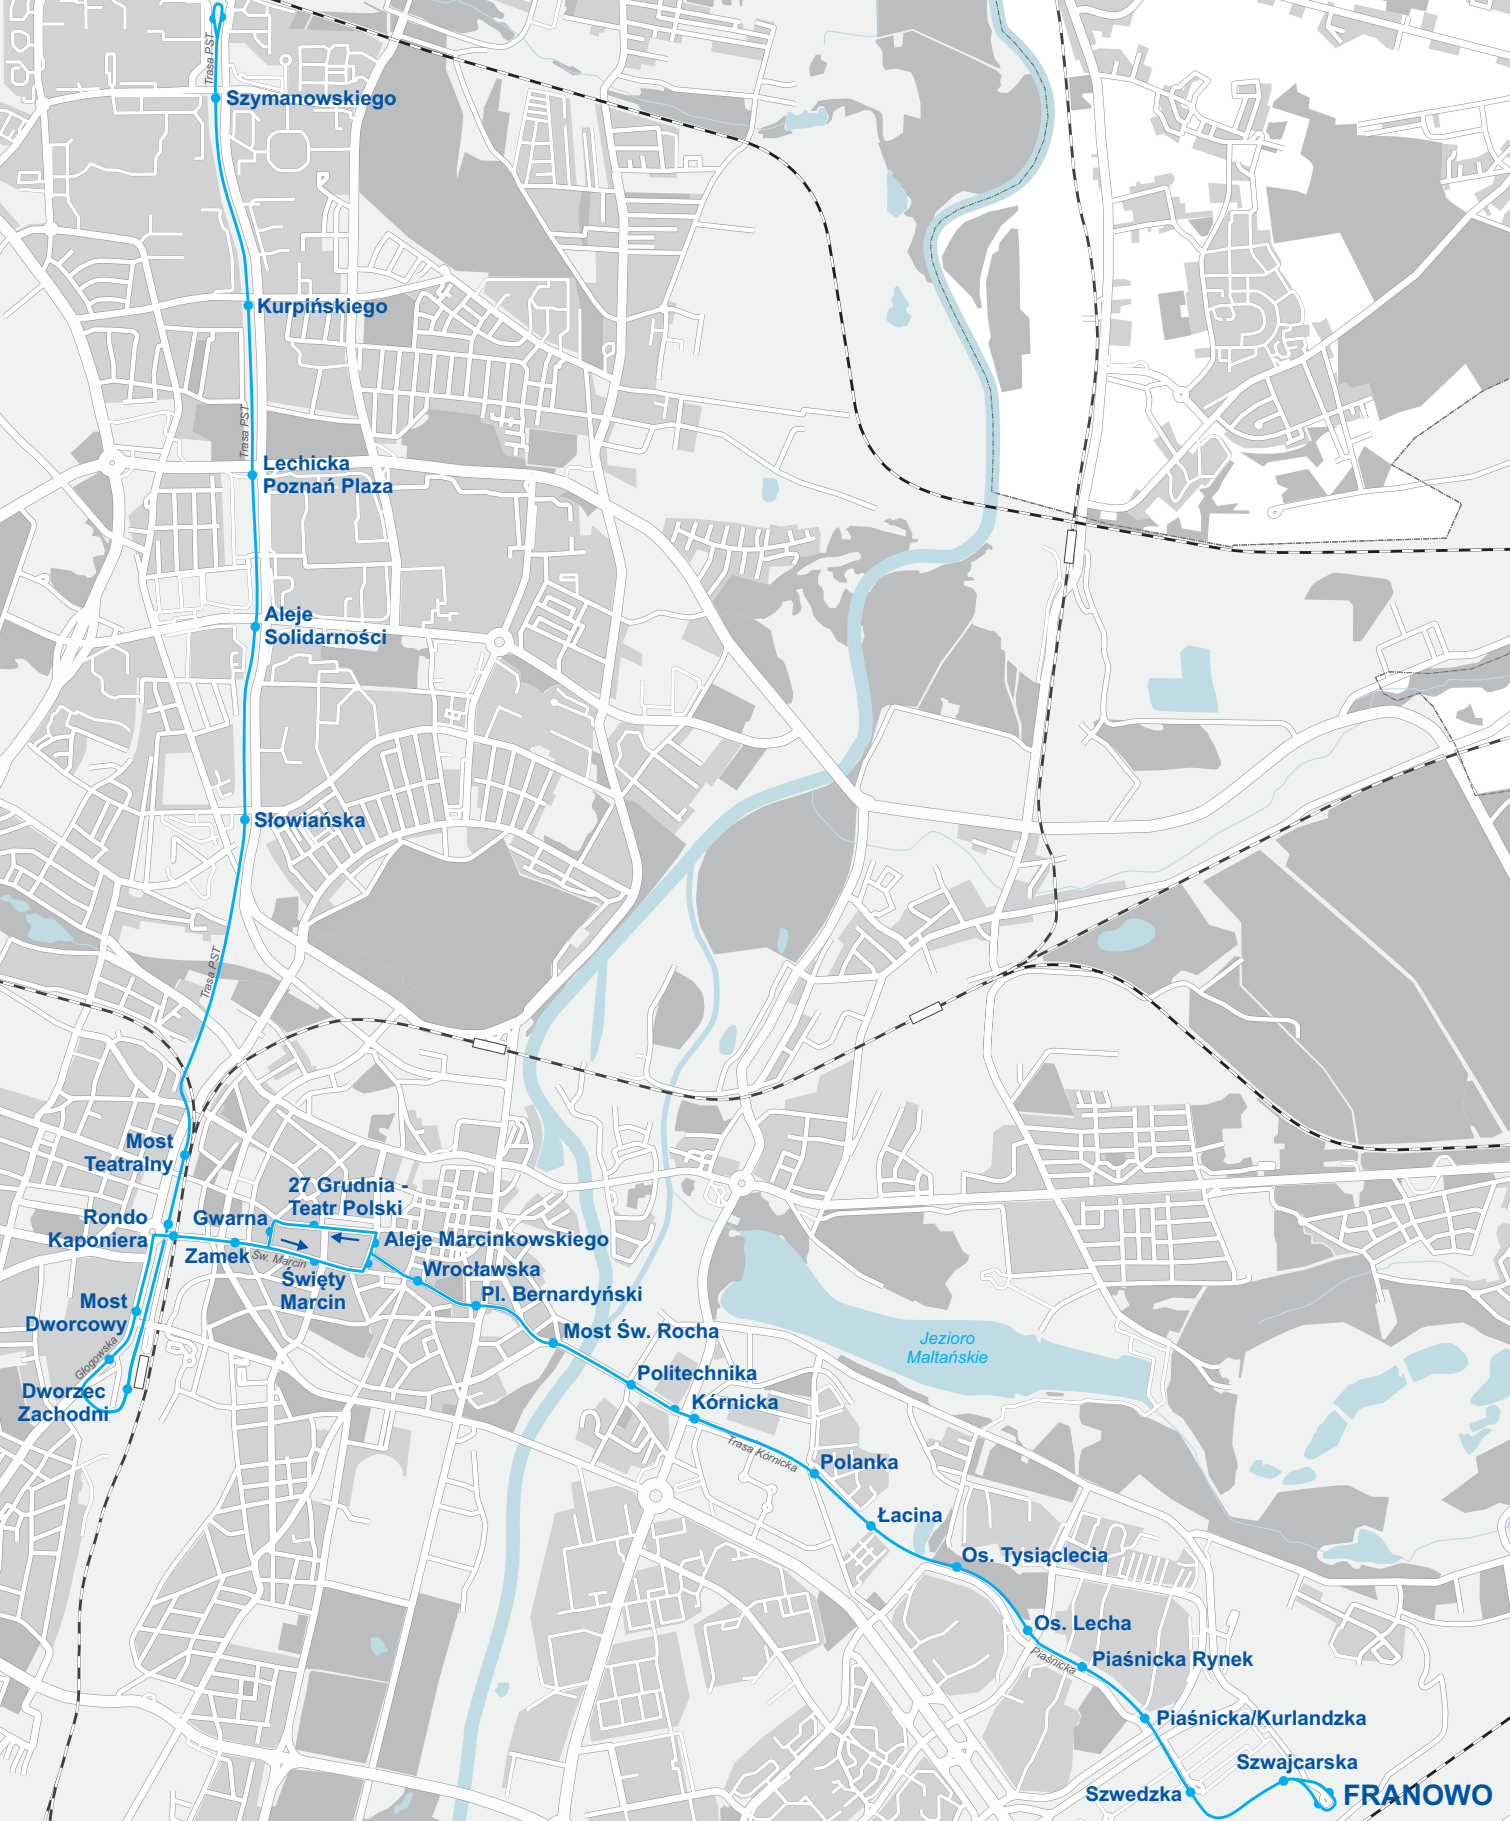 Trasa PST
Szymanowskiego
Kurpińskiego
Trasa PST
Lechicka
Poznań Plaza
Aleje
Solidarności
Słowiańska
Trasa PST
Most
Teatralny
27 Grudnia -
Teatr Polski
Rondo
Kaponiera
Gwarna
Zamek
Św. Marcin
Aleje Marcinkowskiego
Święty
Marcin
Wrocławska
Pl. Bernardyński
Most
Dworcowy
Głogowska
Dworzec
Zachodni
Most Św. Rocha
Jezioro
Maltańskie
Politechnika
Kórnicka
Trasa Kórnicka
Polanka
Łacina
Os. Tysiąclecia
Os. Lecha
Piaśnicka
Piaśnicka Rynek
Piaśnicka/Kurlandzka
Szwajcarska
Szwedzka
FRANOWO